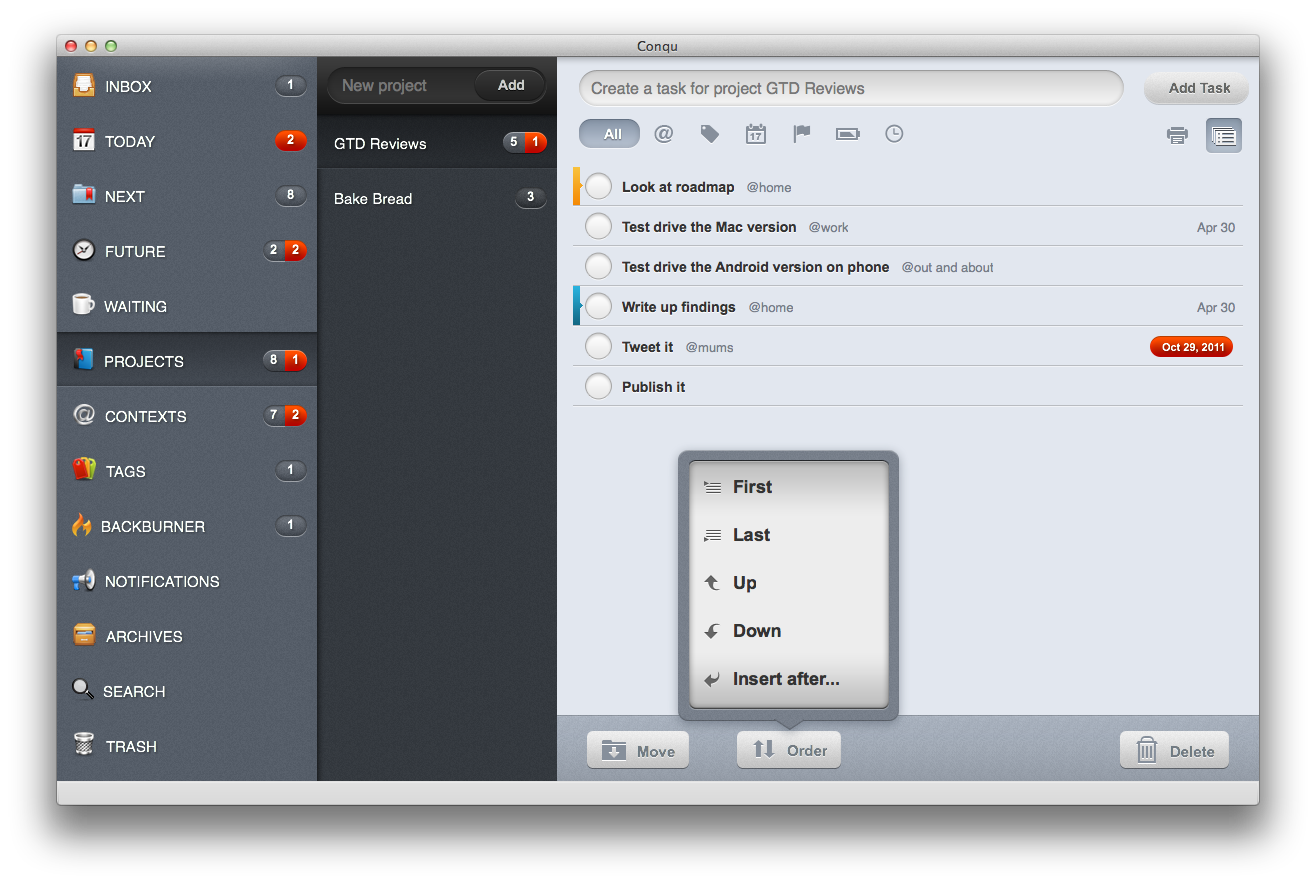 Conqu
INBOX 1
17 TODAY 2
NEXT 8
FUTURE 2 2
WAITING
PROJECTS 8 1
@ CONTEXTS 7 2
TAGS 1
BACKBURNER 1
NOTIFICATIONS
ARCHIVES
SEARCH
TRASH
New project Add
GTD Reviews 5 1
Bake Bread 3
Create a task for project GTD Reviews Add Task
All @ 17
Look at roadmap @home
Test drive the Mac version @work Apr 30
Test drive the Android version on phone @out and about
Write up findings @home Apr 30
Tweet it @mums Oct 29, 2011
Publish it
First
Last
Up
Down
Insert after...
Move Order Delete